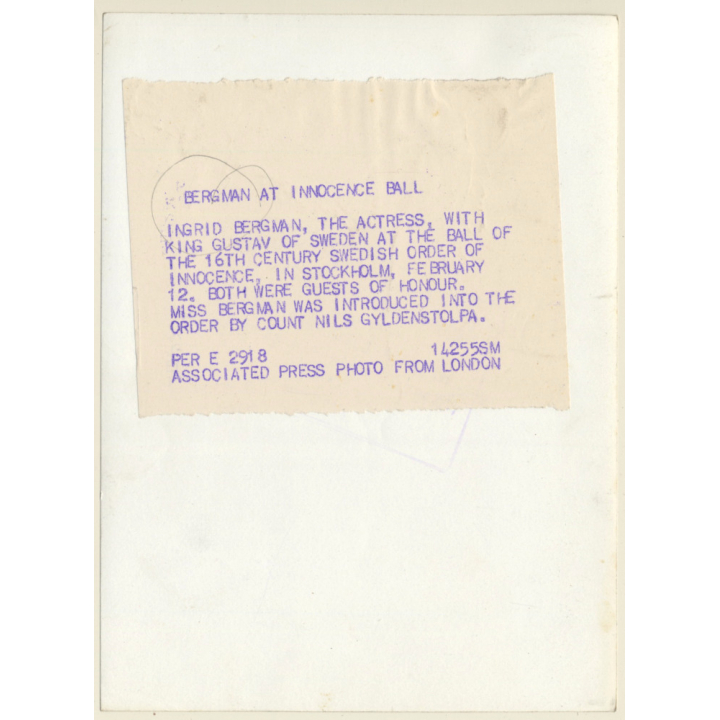 BERGMAN AT INNOCENCE BALL
INGRID BERGMAN, THE ACTRESS, WITH
KING GUSTAV OF SWEDEN AT THE BALL OF
THE 16TH CENTURY SWEDISH ORDER OF
INNOCENCE, IN STOCKHOLM, FEBRUARY
12. BOTH WERE GUESTS OF HONOUR.
MISS BERGMAN WAS INTRODUCED INTO THE
ORDER BY COUNT NILS GYLDENSTOLPA.
PER E 2918 14255SM
ASSOCIATED PRESS PHOTO FROM LONDON